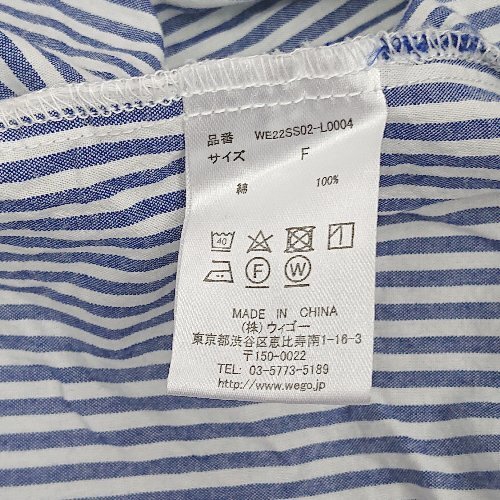 品番 WE22SS02-L0004
サイズ F
綿 100%
40
F W
MADE IN CHINA
(株)ウィゴー
東京都渋谷区恵比寿南1-16-3
〒150-0022
TEL: 03-5773-5189
http://www.wego.jp